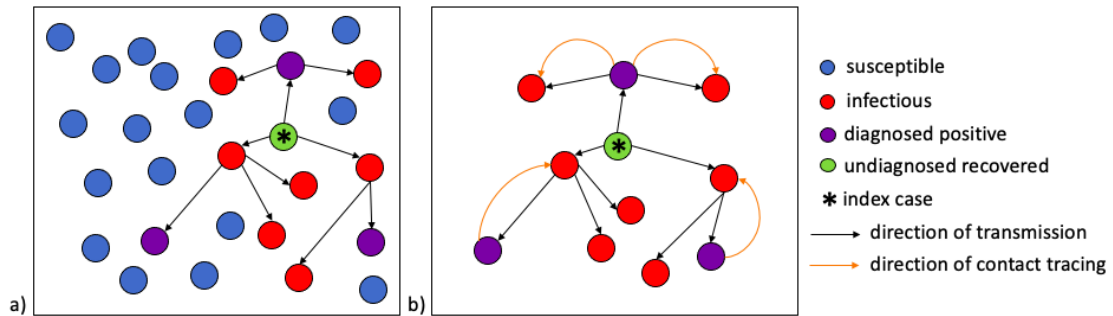 a)
b)
susceptible
infectious
diagnosed positive
undiagnosed recovered
* index case
direction of transmission
direction of contact tracing